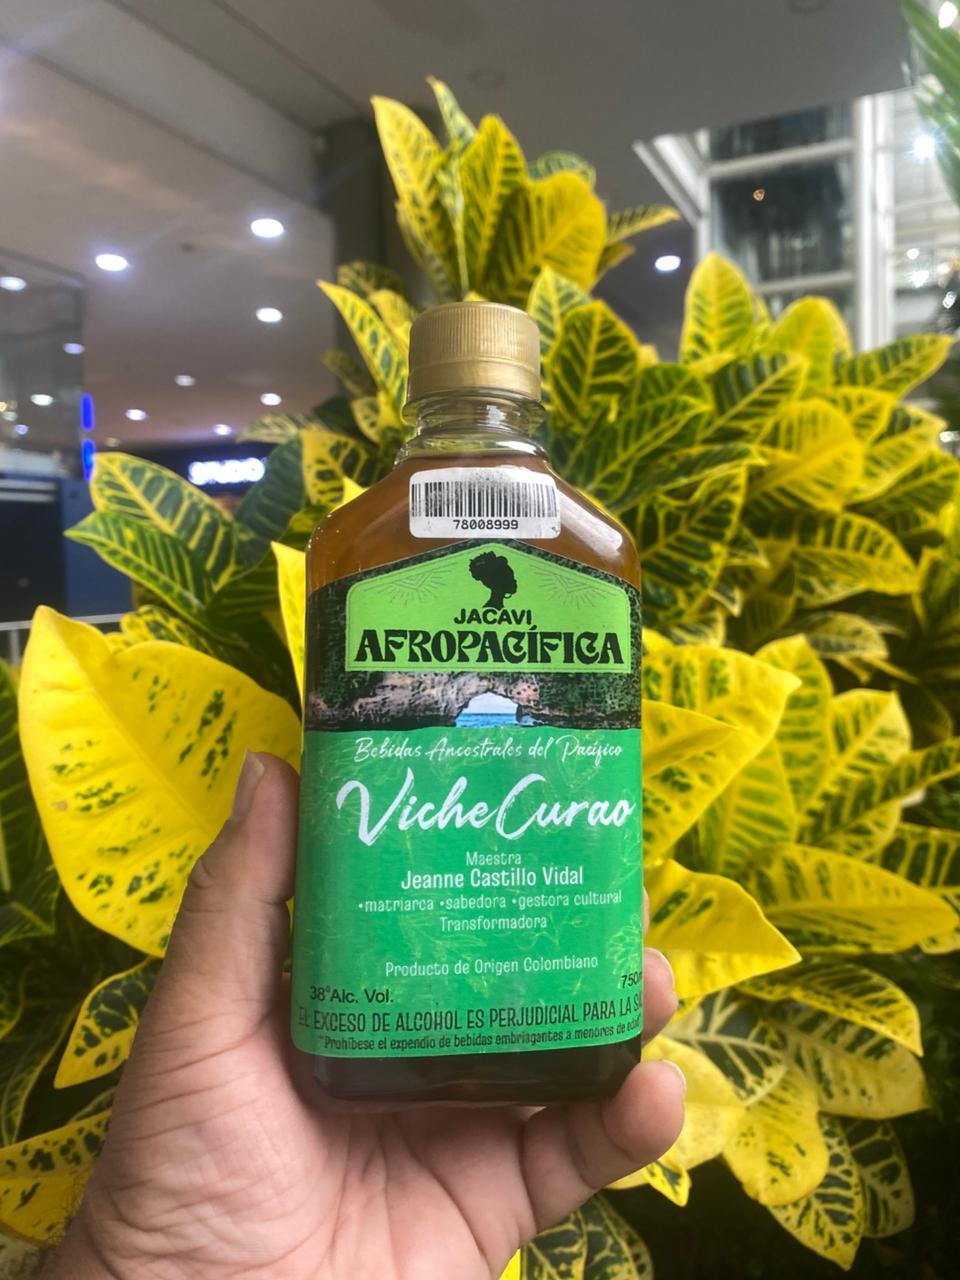 78008999
JACAVI
AFROPACÍFICA
Bebidas Ancestrales del Pacífico
Viche Curao
Maestra
Jeanne Castillo Vidal
•matriarca •sabedora •gestora cultural
Transformadora
Producto de Origen Colombiano
38°Alc. Vol.
EL EXCESO DE ALCOHOL ES PERJUDICIAL PARA LA
"Prohíbese el expendio de bebidas embriagantes a menores de edad"